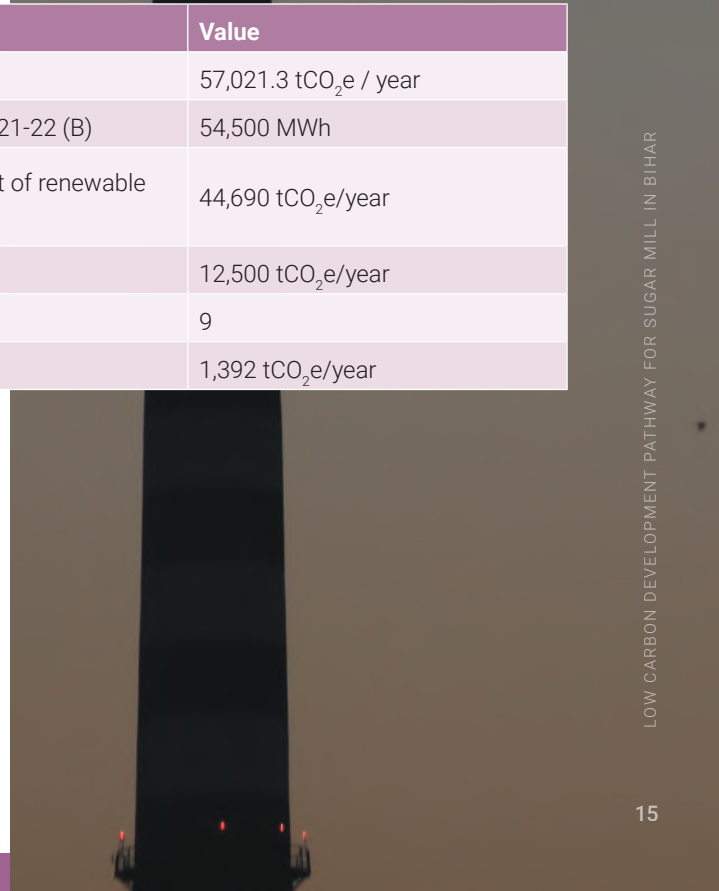 Value
57,021.3 tCO₂e / year
21-22 (B)
54,500 MWh
of renewable
44,690 tCO₂e/year
12,500 tCO₂e/year
9
1,392 tCO₂e/year
LOW CARBON DEVELOPMENT PATHWAY FOR SUGAR MILL IN BIHAR
15